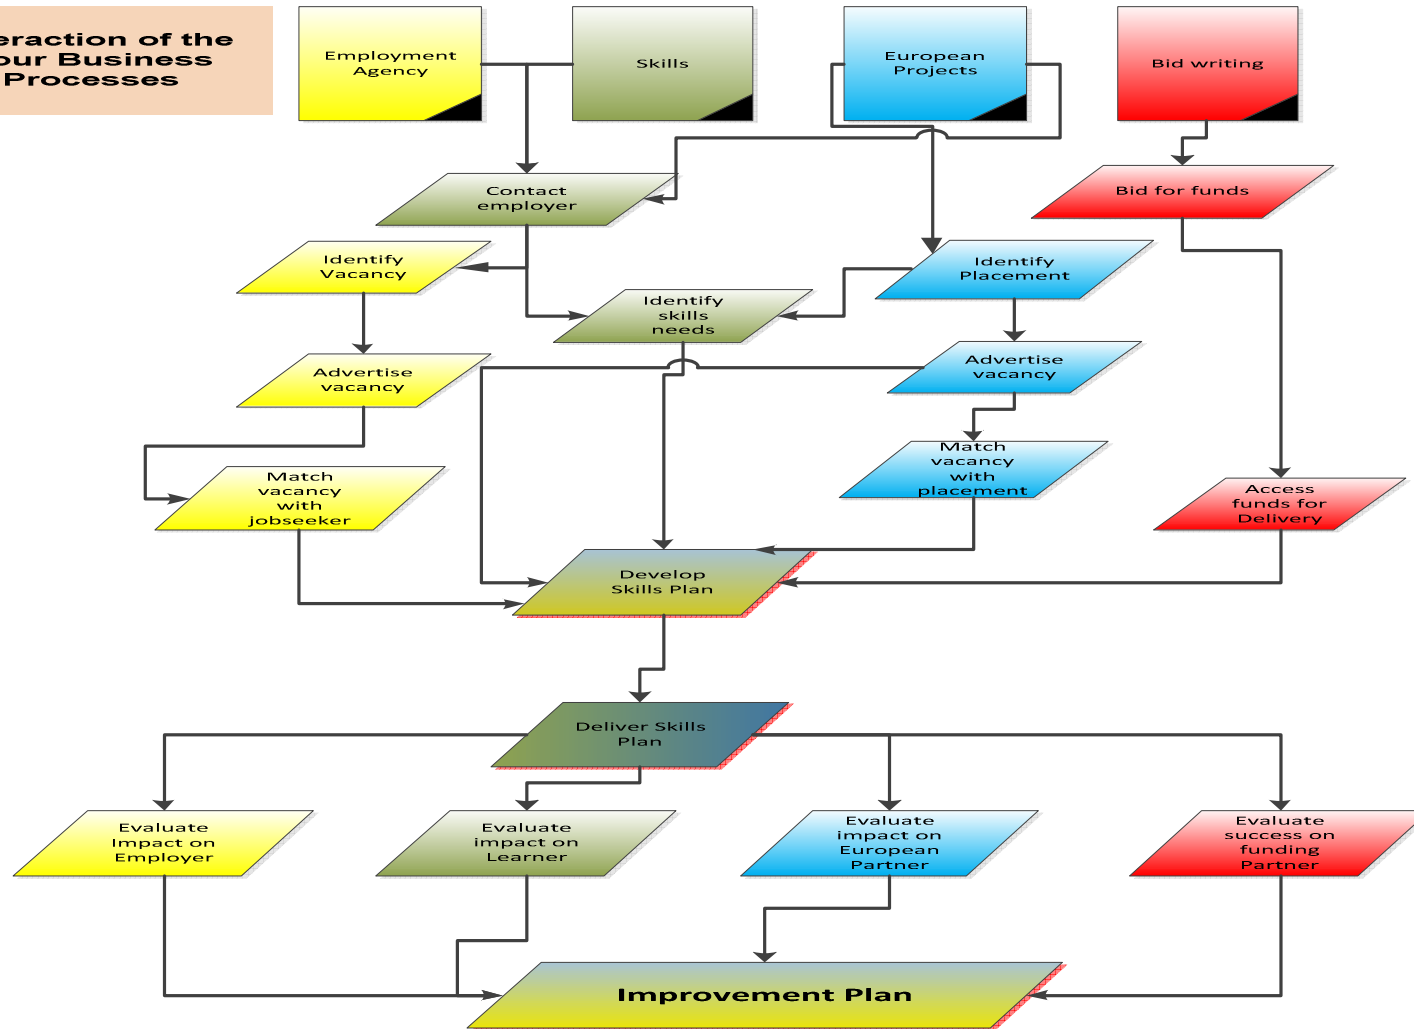 eraction of the
our Business
Processes
Employment
Agency
Skills
European
Projects
Bid writing
Contact
employer
Bid for funds
Identify
Vacancy
Identify
Placement
Identify
skills
needs
Advertise
vacancy
Advertise
vacancy
Match
vacancy
with
placement
Match
vacancy
with
jobseeker
Access
funds for
Delivery
Develop
Skills Plan
Deliver Skills
Plan
Evaluate
Impact on
Employer
Evaluate
impact on
Learner
Evaluate
impact on
European
Partner
Evaluate
success on
funding
Partner
Improvement Plan